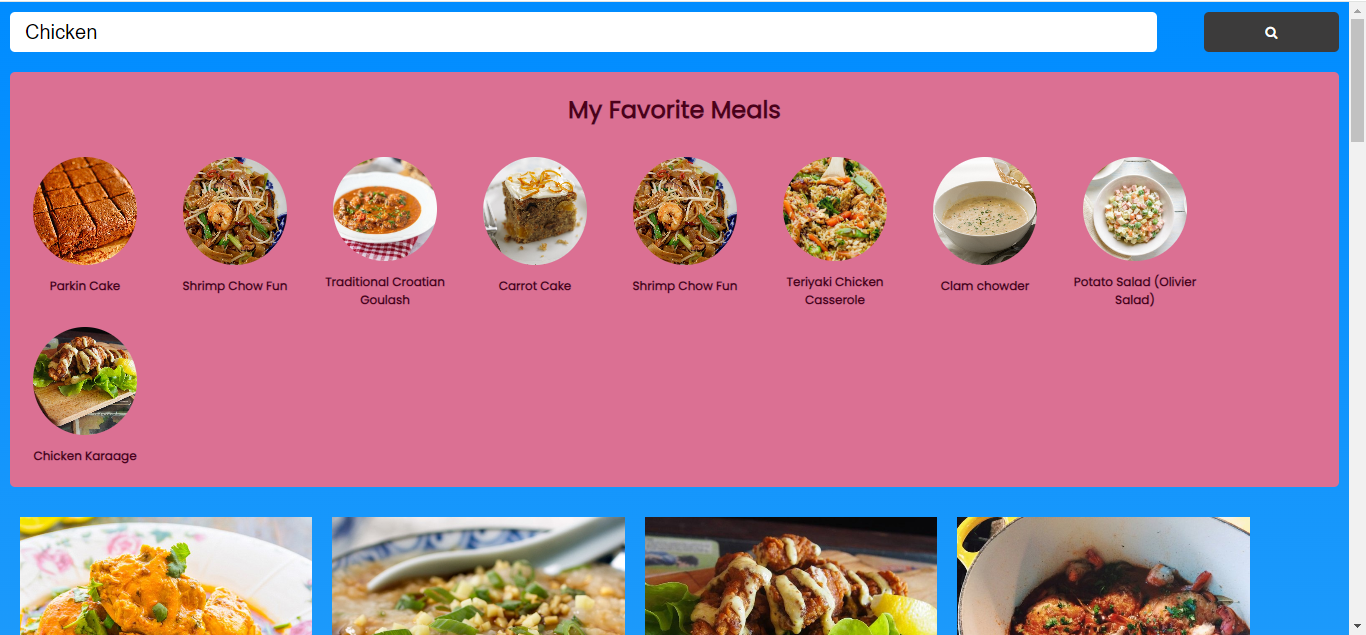 Chicken
My Favorite Meals
Parkin Cake
Shrimp Chow Fun
Traditional Croatian
Goulash
Carrot Cake
Shrimp Chow Fun
Teriyaki Chicken
Casserole
Clam chowder
Potato Salad (Olivier
Salad)
Chicken Karaage